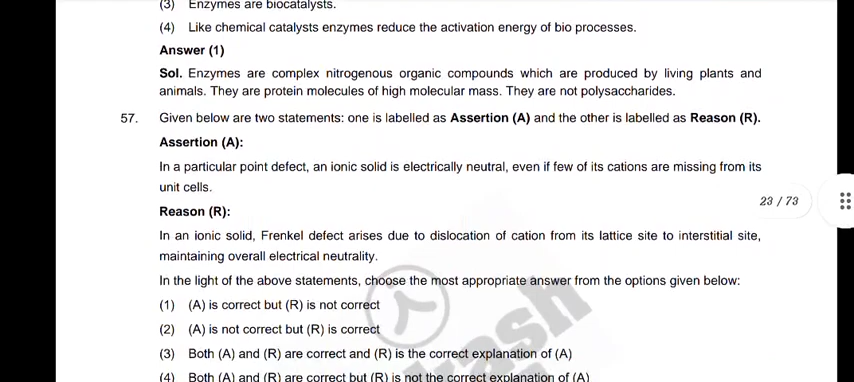 (3) Enzymes are biocatalysts.
(4) Like chemical catalysts enzymes reduce the activation energy of bio processes.
Answer (1)
Sol. Enzymes are complex nitrogenous organic compounds which are produced by living plants and
animals. They are protein molecules of high molecular mass. They are not polysaccharides.
57. Given below are two statements: one is labelled as Assertion (A) and the other is labelled as Reason (R).
Assertion (A):
In a particular point defect, an ionic solid is electrically neutral, even if few of its cations are missing from its
unit cells.
23 / 73
Reason (R):
In an ionic solid, Frenkel defect arises due to dislocation of cation from its lattice site to interstitial site,
maintaining overall electrical neutrality.
In the light of the above statements, choose the most appropriate answer from the options given below:
(1) (A) is correct but (R) is not correct
(2) (A) is not correct but (R) is correct
(3) Both (A) and (R) are correct and (R) is the correct explanation of (A)
(4) Both (A) and (R) are correct but (R) is not the correct explanation of (A)